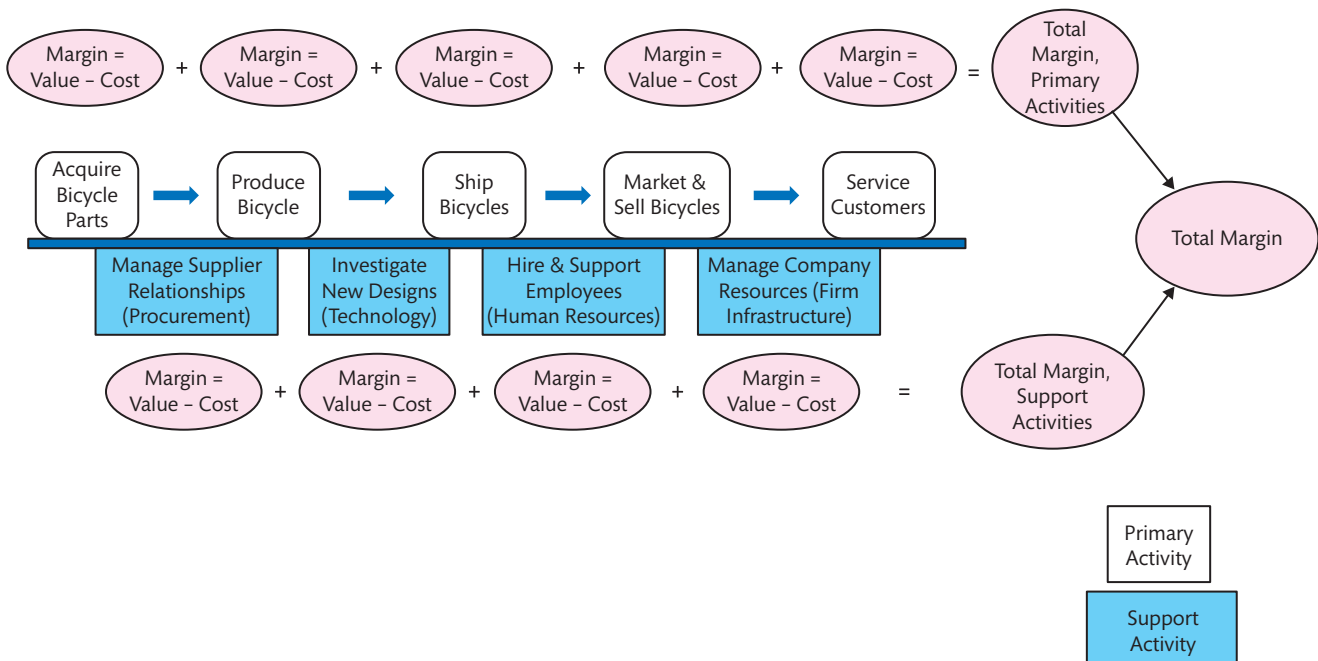 Margin =
Value – Cost
+
Margin =
Value – Cost
+
Margin =
Value – Cost
+
Margin =
Value – Cost
+
Margin =
Value – Cost
=
Total
Margin,
Primary
Activities
Acquire
Bicycle
Parts
Produce
Bicycle
Ship
Bicycles
Market &
Sell Bicycles
Service
Customers
Total Margin
Manage Supplier
Relationships
(Procurement)
Investigate
New Designs
(Technology)
Hire & Support
Employees
(Human Resources)
Manage Company
Resources (Firm
Infrastructure)
Margin =
Value – Cost
+
Margin =
Value – Cost
+
Margin =
Value – Cost
+
Margin =
Value – Cost
=
Total Margin,
Support
Activities
Primary
Activity
Support
Activity